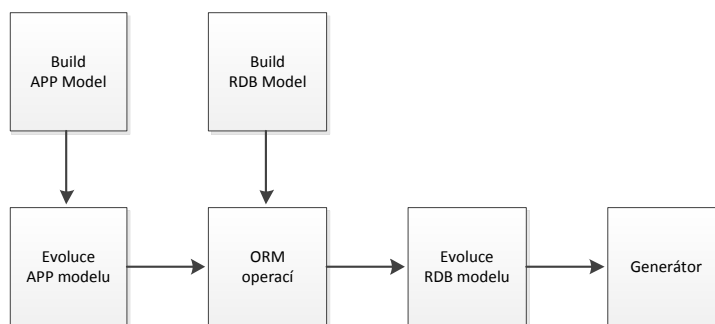 Build
APP Model
Build
RDB Model
Evoluce
APP modelu
ORM
operací
Evoluce
RDB modelu
Generátor